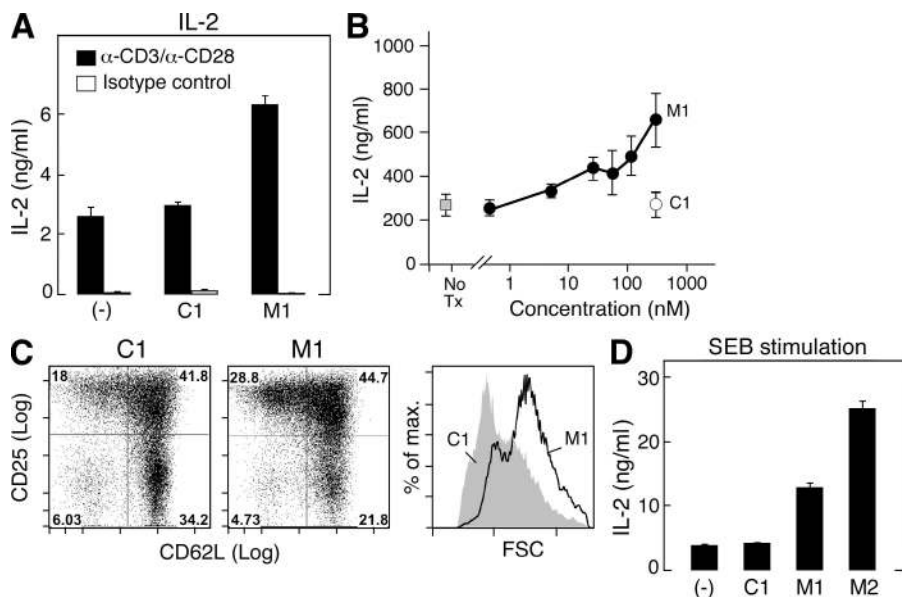 A
IL-2
α-CD3/α-CD28
Isotype control
IL-2 (ng/ml)
6
4
2
0
(-) C1 M1
B
IL-2 (ng/ml)
1000
800
600
400
200
0
M1
C1
No Tx
1 10 100 1000
Concentration (nM)
C
C1 M1
18 41.8
28.8 44.7
6.03 34.2
4.73 21.8
CD25 (Log)
CD62L (Log)
% of max.
C1
M1
FSC
D
SEB stimulation
IL-2 (ng/ml)
30
20
10
0
(-) C1 M1 M2